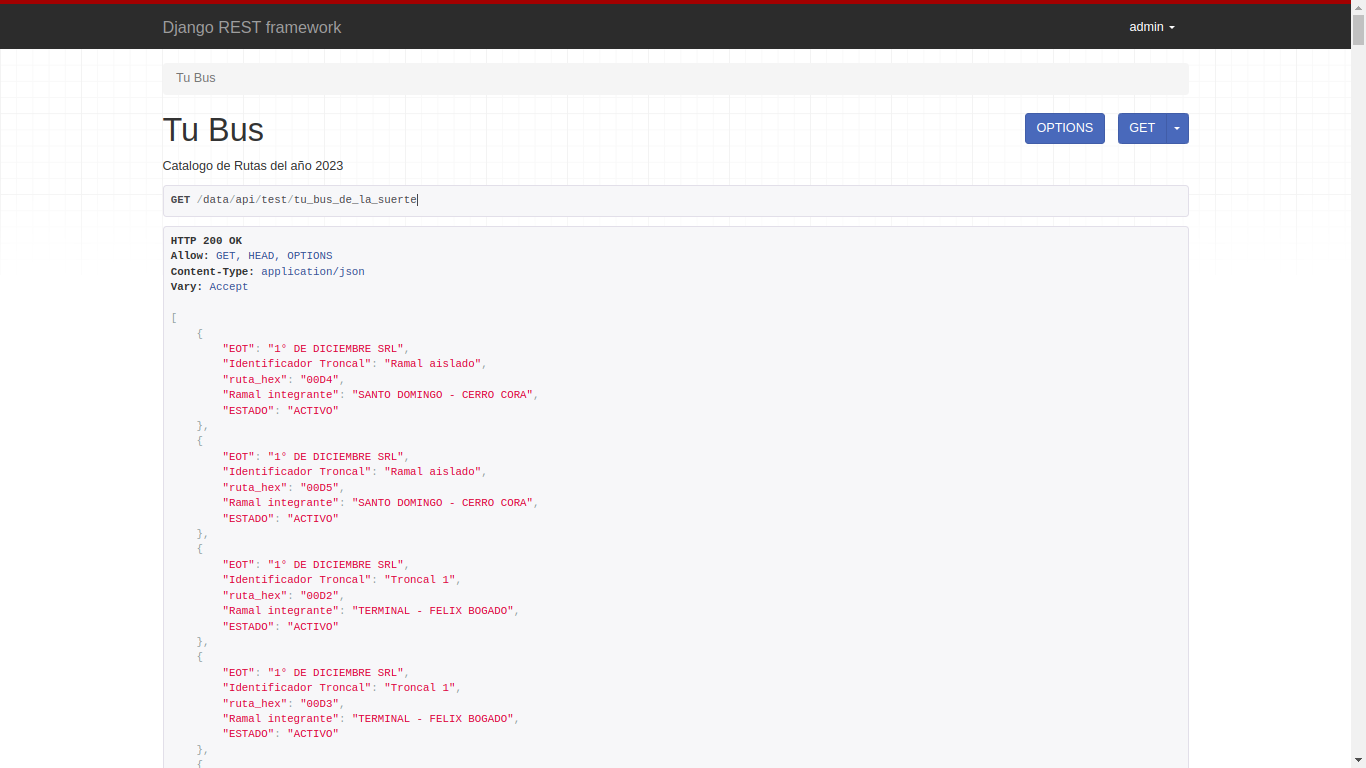 Django REST framework
admin
Tu Bus
Tu Bus
OPTIONS
GET
Catalogo de Rutas del año 2023
GET /data/api/test/tu_bus_de_la_suerte
HTTP 200 OK
Allow: GET, HEAD, OPTIONS
Content-Type: application/json
Vary: Accept
[
{
"EOT": "1° DE DICIEMBRE SRL",
"Identificador Troncal": "Ramal aislado",
"ruta_hex": "00D4",
"Ramal integrante": "SANTO DOMINGO - CERRO CORA",
"ESTADO": "ACTIVO"
},
{
"EOT": "1° DE DICIEMBRE SRL",
"Identificador Troncal": "Ramal aislado",
"ruta_hex": "00D5",
"Ramal integrante": "SANTO DOMINGO - CERRO CORA",
"ESTADO": "ACTIVO"
},
{
"EOT": "1° DE DICIEMBRE SRL",
"Identificador Troncal": "Troncal 1",
"ruta_hex": "00D2",
"Ramal integrante": "TERMINAL - FELIX BOGADO",
"ESTADO": "ACTIVO"
},
{
"EOT": "1° DE DICIEMBRE SRL",
"Identificador Troncal": "Troncal 1",
"ruta_hex": "00D3",
"Ramal integrante": "TERMINAL - FELIX BOGADO",
"ESTADO": "ACTIVO"
},
{